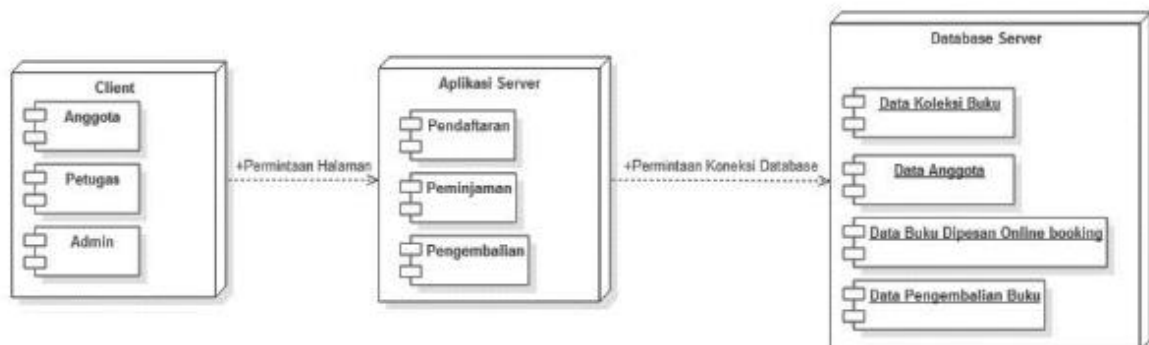 Client
Anggota
Petugas
Admin
+Permintaan Halaman
Aplikasi Server
Pendaftaran
Peminjaman
Pengembalian
+Permintaan Koneksi Database
Database Server
Data Koleksi Buku
Data Anggota
Data Buku Dipesan Online booking
Data Pengembalian Buku